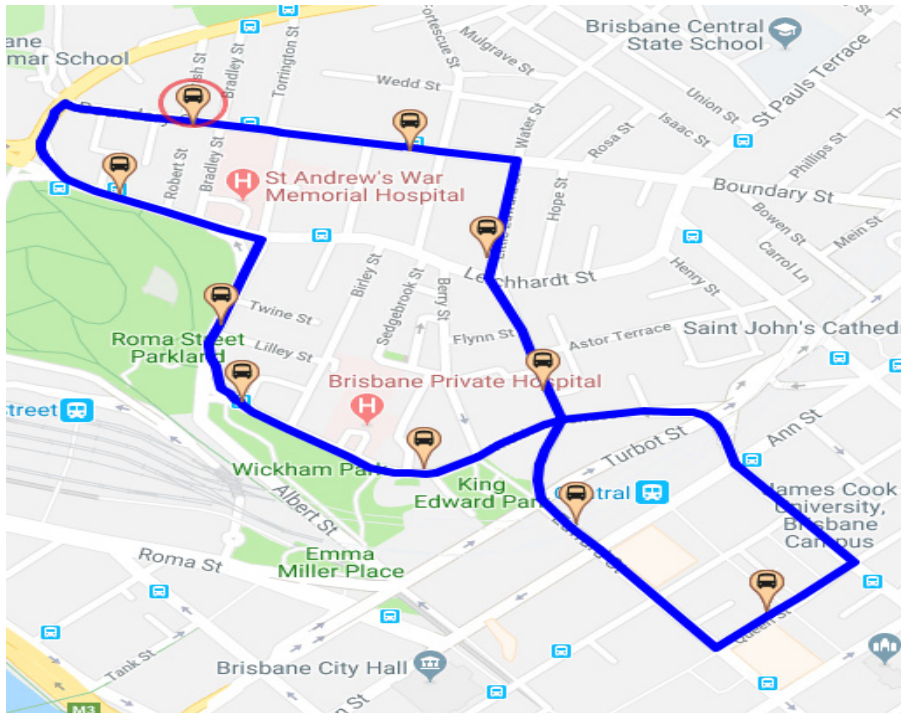 Brisbane Central
State School
ane
mar School
Fortescue St
Mulgrave St
Bradley St
Torrington St
St Pauls Terrace
Wedd St
Union St
Water St
Isaac St
Rosa St
Phillips St
Robert St
Bradley St
St Andrew's War
Memorial Hospital
Hope St
Boundary St
Bowen St
Mein St
Carrol Ln
Birley St
Leichhardt St
Henry St
Sedgebrook St
Berry St
Twine St
Flynn St
Astor Terrace
Saint John's Cathed
Roma Street
Parkland
Lilley St
Brisbane Private Hospital
Street
Turbot St
Ann St
Wickham Park
King
Edward Par
Central
James Cook
University,
Brisbane
Campus
Albert St
Emma
Miller Place
Roma St
Queen St
Tank St
Brisbane City Hall
n St
M3